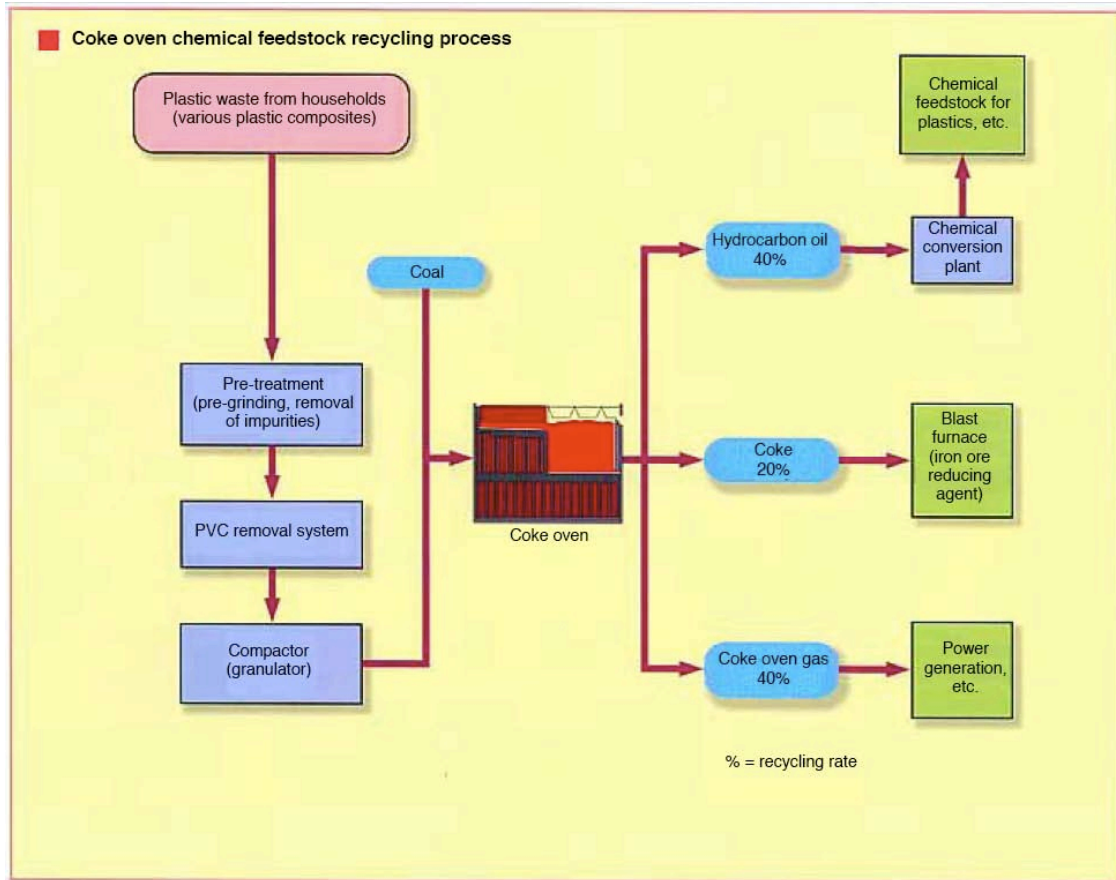 Coke oven chemical feedstock recycling process
Plastic waste from households
(various plastic composites)
Coal
Pre-treatment
(pre-grinding, removal
of impurities)
PVC removal system
Compactor
(granulator)
Coke oven
Hydrocarbon oil
40%
Chemical
conversion
plant
Chemical
feedstock for
plastics, etc.
Coke
20%
Blast
furnace
(iron ore
reducing
agent)
Coke oven gas
40%
Power
generation,
etc.
% = recycling rate